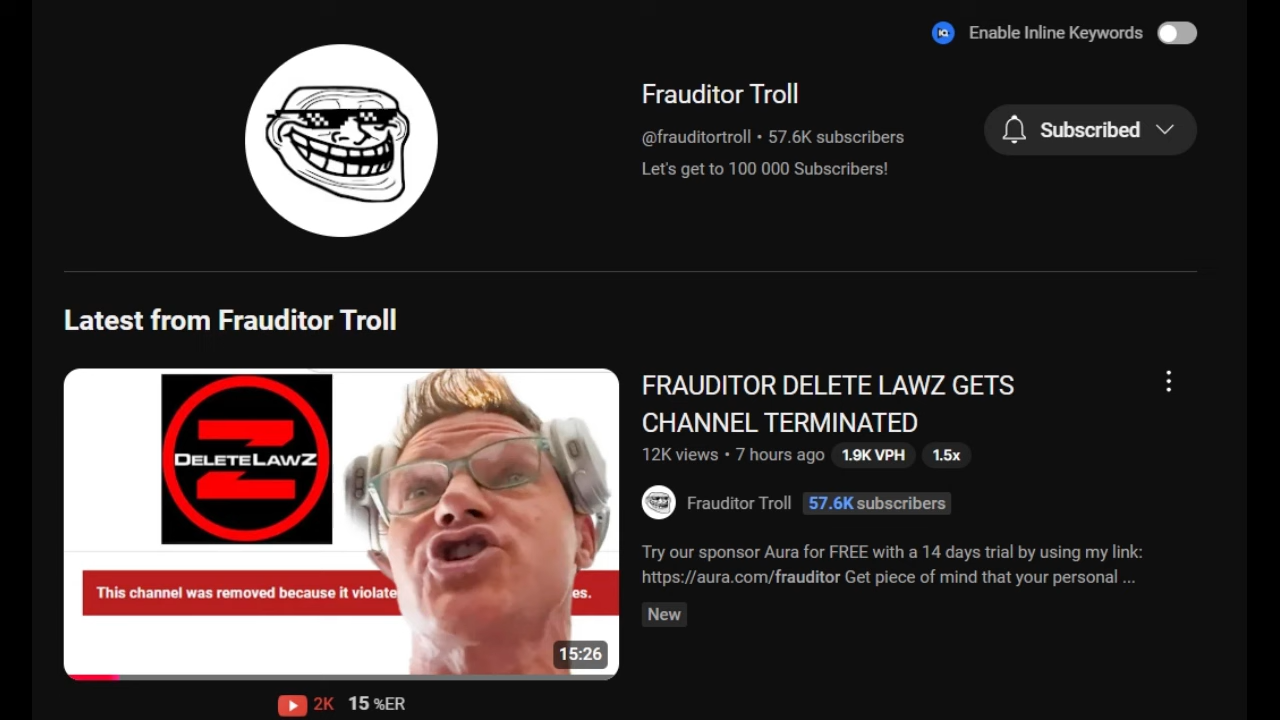 Enable Inline Keywords
Frauditor Troll
@frauditortroll • 57.6K subscribers
Subscribed
Let's get to 100 000 Subscribers!
Latest from Frauditor Troll
DELETELAWZ
This channel was removed because it violate
es.
15:26
2K 15 %ER
FRAUDITOR DELETE LAWZ GETS
CHANNEL TERMINATED
12K views • 7 hours ago 1.9K VPH 1.5x
Frauditor Troll 57.6K subscribers
Try our sponsor Aura for FREE with a 14 days trial by using my link:
https://aura.com/frauditor Get piece of mind that your personal ...
New